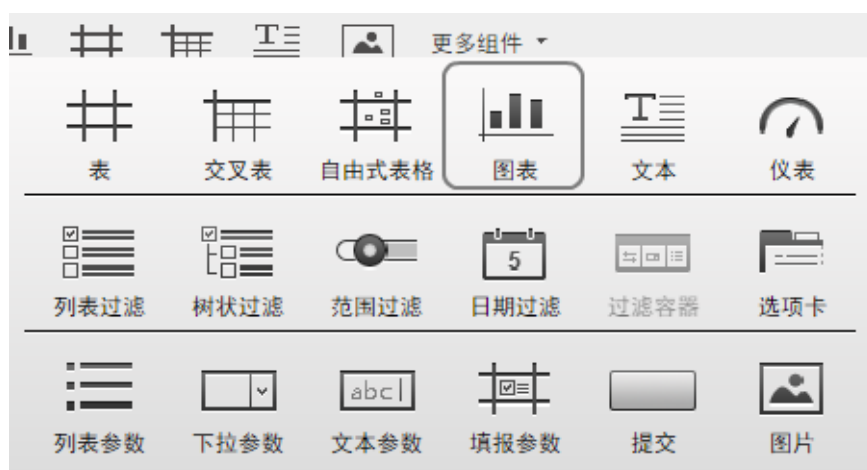 更多组件
表 交叉表 自由式表格 图表 文本 仪表
5
列表过滤 树状过滤 范围过滤 日期过滤 过滤容器 选项卡
abc
列表参数 下拉参数 文本参数 填报参数 提交 图片